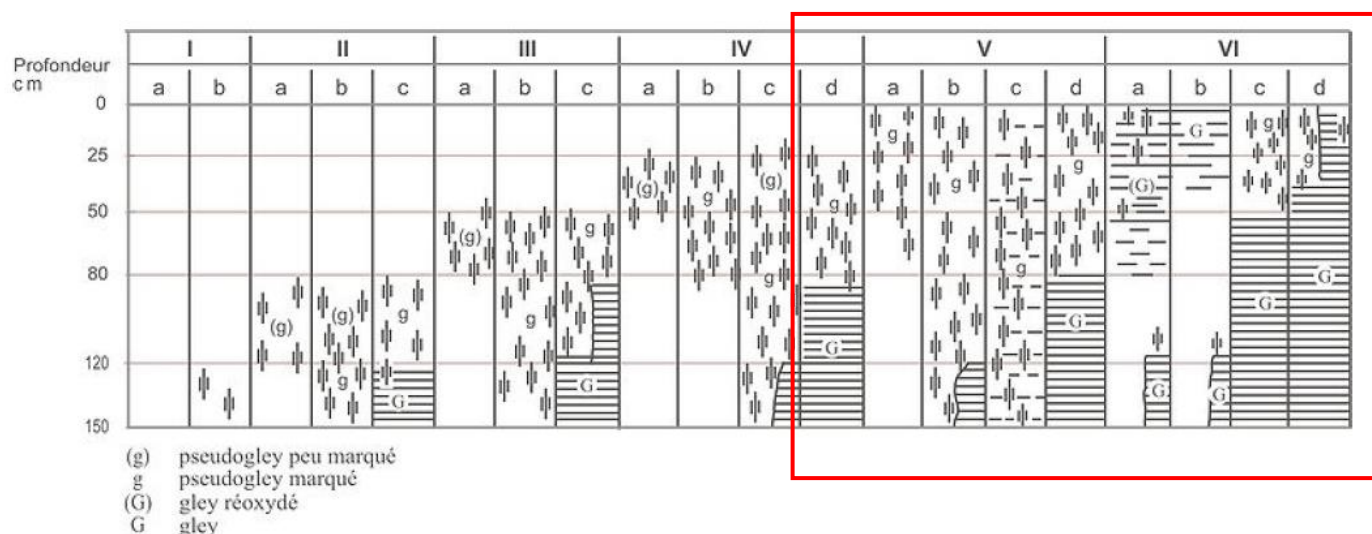 I II III IV V VI
Profondeur
cm
a b a b c a b c a b c d a b c d a b c d
0
g G g
25
(g) g (g) g g g (G) g
50
(g) g
80
g g G
(g) (g) g g G G
G
120
g G G G G
150
(g) pseudogley peu marqué
g pseudogley marqué
(G) gley réoxydé
G gley